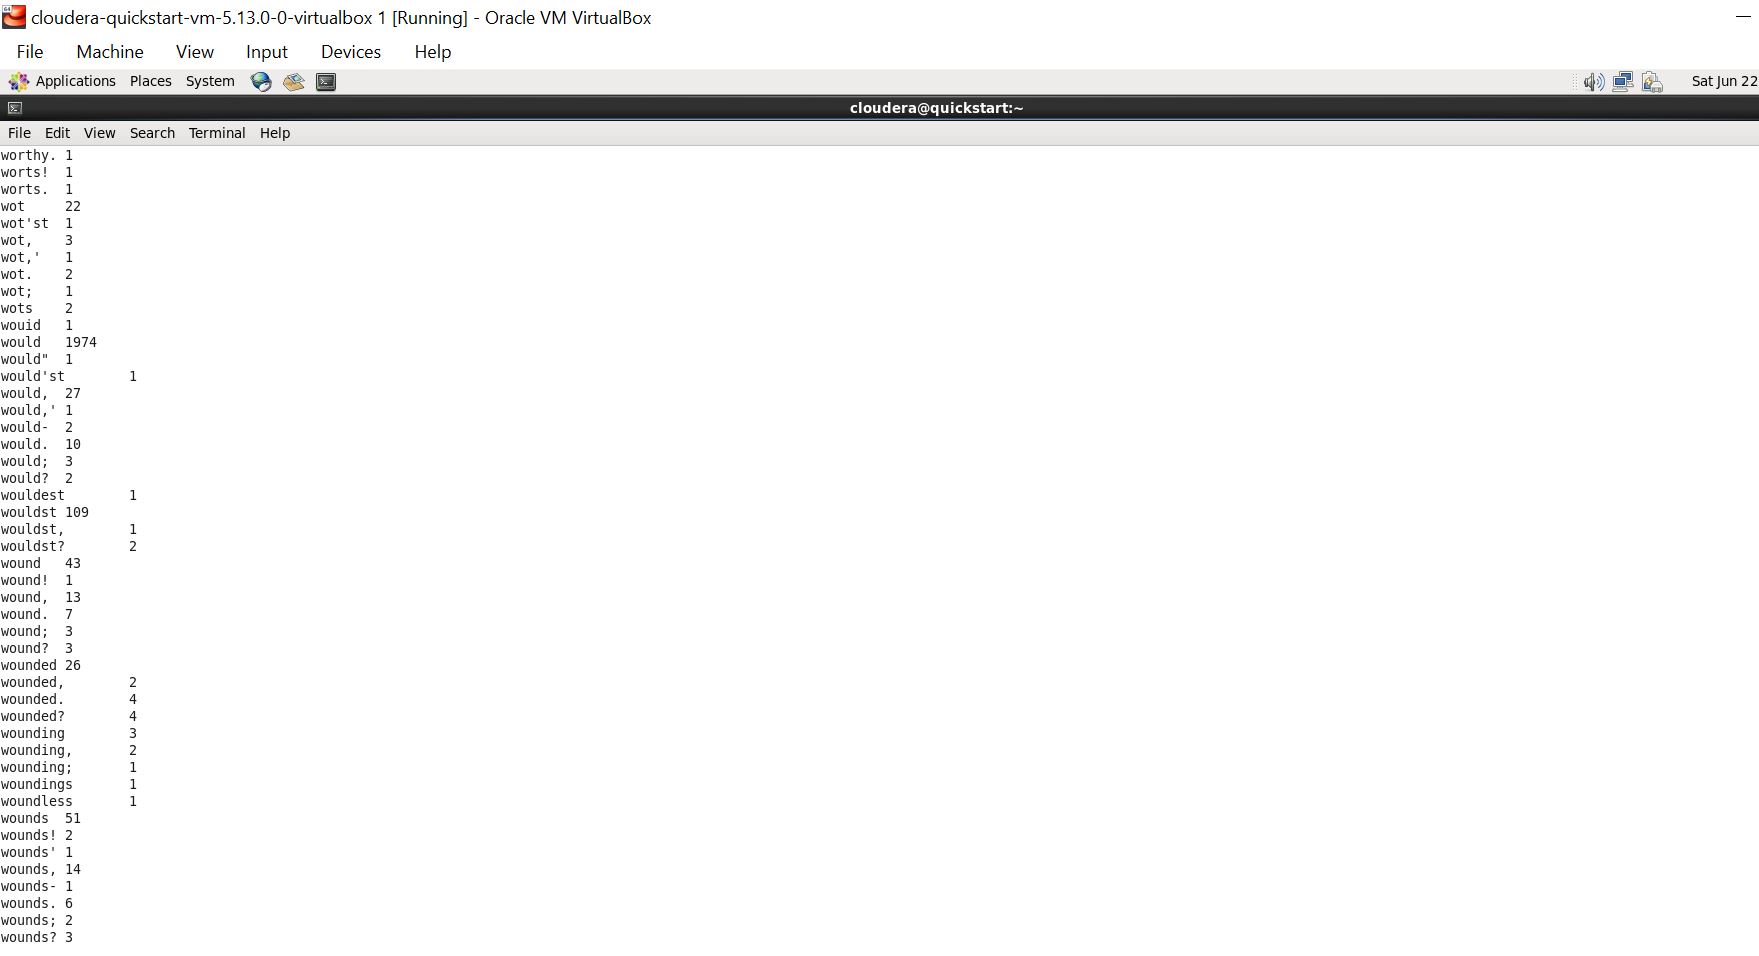 cloudera-quickstart-vm-5.13.0-0-virtualbox 1 [Running] - Oracle VM VirtualBox
File Machine View Input Devices Help
Applications Places System Sat Jun 22
cloudera@quickstart:~
File Edit View Search Terminal Help
worthy. 1
worts! 1
worts. 1
wot 22
wot'st 1
wot, 3
wot,' 1
wot. 2
wot; 1
wots 2
wouid 1
would 1974
would" 1
would'st 1
would, 27
would,' 1
would- 2
would. 10
would; 3
would? 2
wouldest 1
wouldst 109
wouldst, 1
wouldst? 2
wound 43
wound! 1
wound, 13
wound. 7
wound; 3
wound? 3
wounded 26
wounded, 2
wounded. 4
wounded? 4
wounding 3
wounding, 2
wounding; 1
woundings 1
woundless 1
wounds 51
wounds! 2
wounds' 1
wounds, 14
wounds- 1
wounds. 6
wounds; 2
wounds? 3